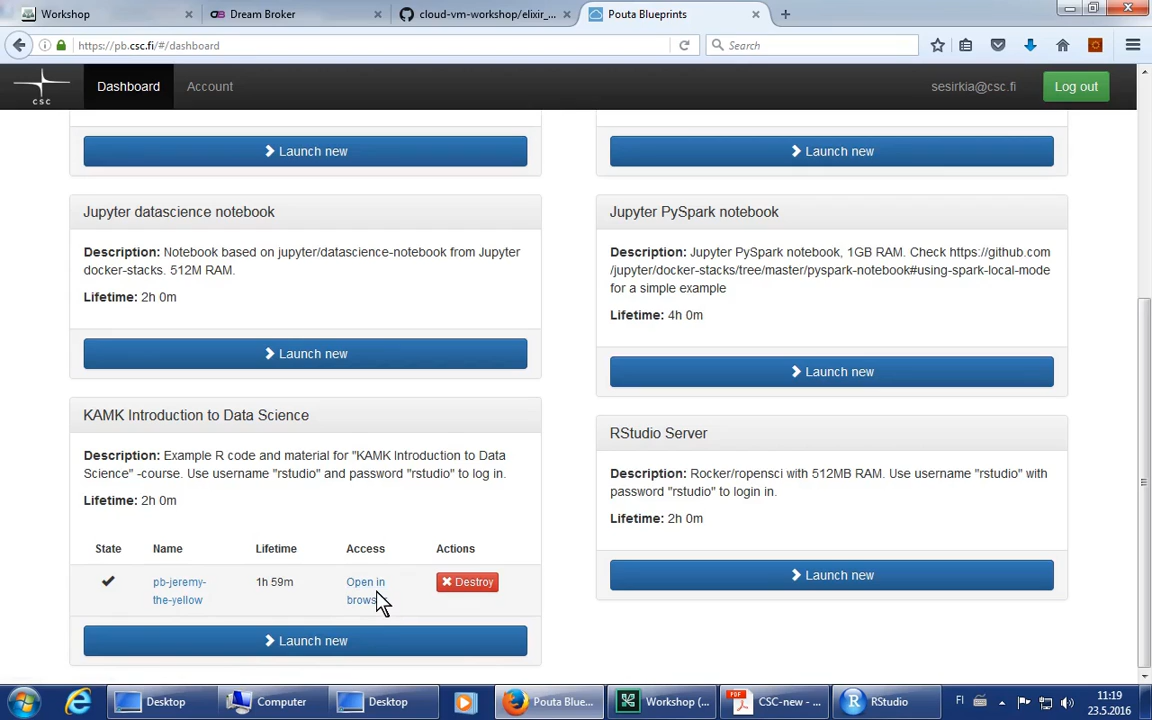 Workshop
Dream Broker
cloud-vm-workshop/elixir_...
Pouta Blueprints
https://pb.csc.fi/#/dashboard
Search
csc
Dashboard
Account
sesirkia@csc.fi
Log out
Launch new
Launch new
Jupyter datascience notebook
Description: Notebook based on jupyter/datascience-notebook from Jupyter
docker-stacks. 512M RAM.
Lifetime: 2h 0m
Launch new
Jupyter PySpark notebook
Description: Jupyter PySpark notebook, 1GB RAM. Check https://github.com
/jupyter/docker-stacks/tree/master/pyspark-notebook#using-spark-local-mode
for a simple example
Lifetime: 4h 0m
Launch new
KAMK Introduction to Data Science
Description: Example R code and material for "KAMK Introduction to Data
Science" -course. Use username "rstudio" and password "rstudio" to log in.
Lifetime: 2h 0m
State Name Lifetime Access Actions
pb-jeremy- 1h 59m Open in Destroy
the-yellow
Launch new
RStudio Server
Description: Rocker/ropensci with 512MB RAM. Use username "rstudio" with
password "rstudio" to login in.
Lifetime: 2h 0m
Launch new
Desktop
Computer
Desktop
Pouta Blue...
Workshop (...
PDF
CSC-new - ...
R
RStudio
FI
11:19
23.5.2016